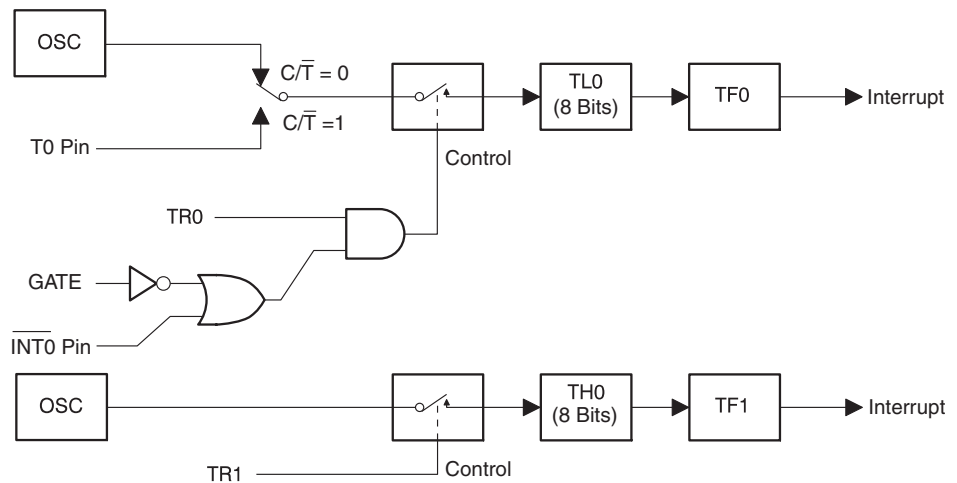 OSC
C/T̅ = 0
C/T̅ =1
T0 Pin
TL0
(8 Bits)
TF0
Interrupt
Control
TR0
GATE
I̅N̅T̅0̅ Pin
OSC
TH0
(8 Bits)
TF1
Interrupt
TR1
Control